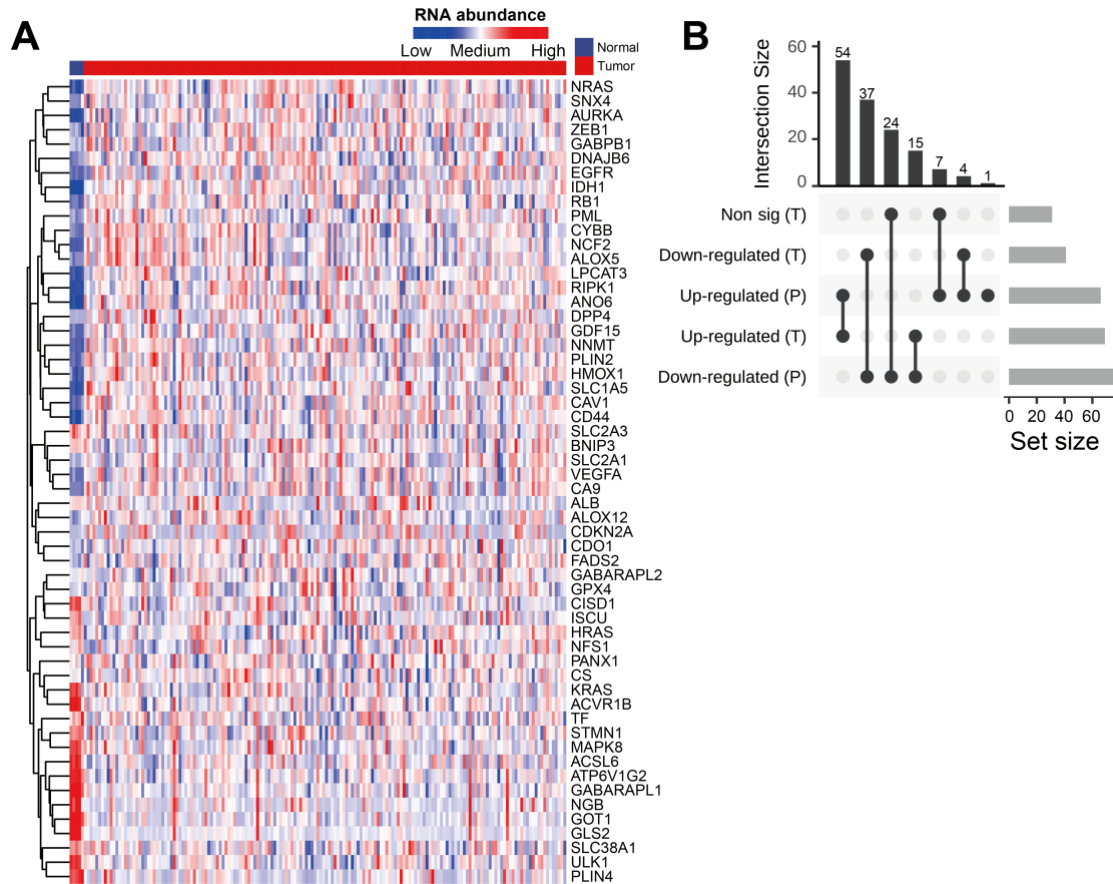 A
RNA abundance
Low Medium High
Normal
Tumor
NRAS
SNX4
AURKA
ZEB1
GABPB1
DNAJB6
EGFR
IDH1
RB1
PML
CYBB
NCF2
ALOX5
LPCAT3
RIPK1
ANO6
DPP4
GDF15
NNMT
PLIN2
HMOX1
SLC1A5
CAV1
CD44
SLC2A3
BNIP3
SLC2A1
VEGFA
CA9
ALB
ALOX12
CDKN2A
CDO1
FADS2
GABARAPL2
GPX4
CISD1
ISCU
HRAS
NFS1
PANX1
CS
KRAS
ACVR1B
TF
STMN1
MAPK8
ACSL6
ATP6V1G2
GABARAPL1
NGB
GOT1
GLS2
SLC38A1
ULK1
PLIN4
B
Intersection Size
60
40
20
0
54 37 24 15 7 4 1
Non sig (T)
Down-regulated (T)
Up-regulated (P)
Up-regulated (T)
Down-regulated (P)
0 20 40 60
Set size